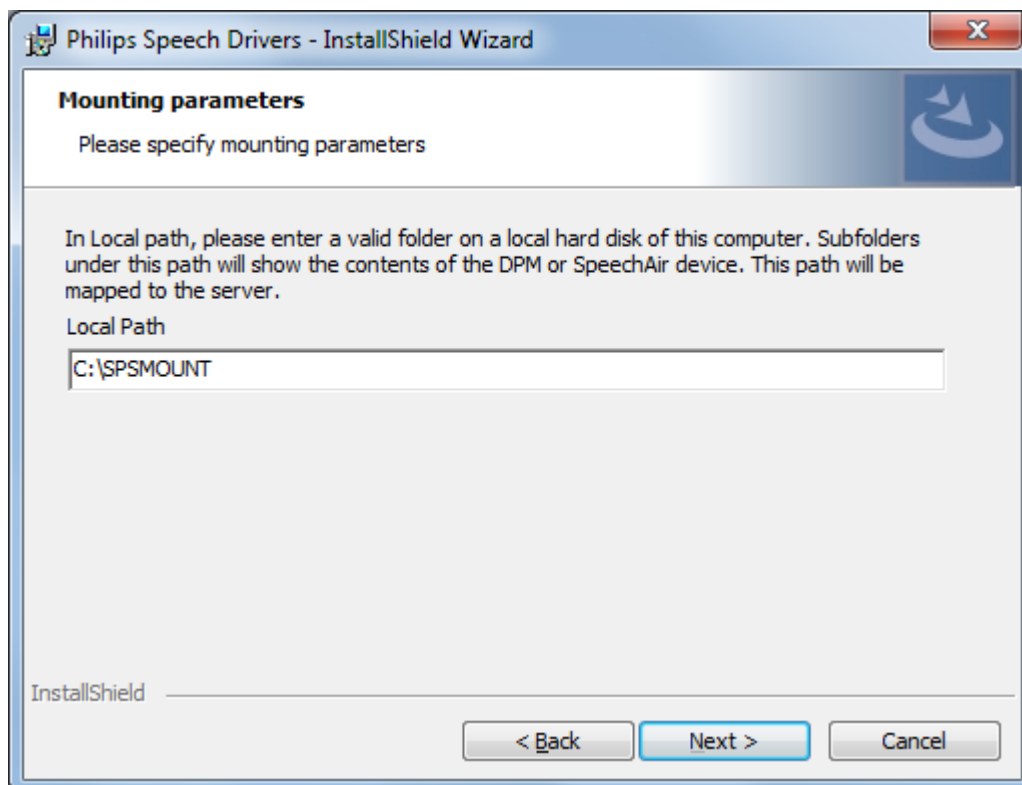 Philips Speech Drivers - InstallShield Wizard
Mounting parameters
Please specify mounting parameters
In Local path, please enter a valid folder on a local hard disk of this computer. Subfolders
under this path will show the contents of the DPM or SpeechAir device. This path will be
mapped to the server.
Local Path
C:\SPSMOUNT
InstallShield
< Back
Next >
Cancel